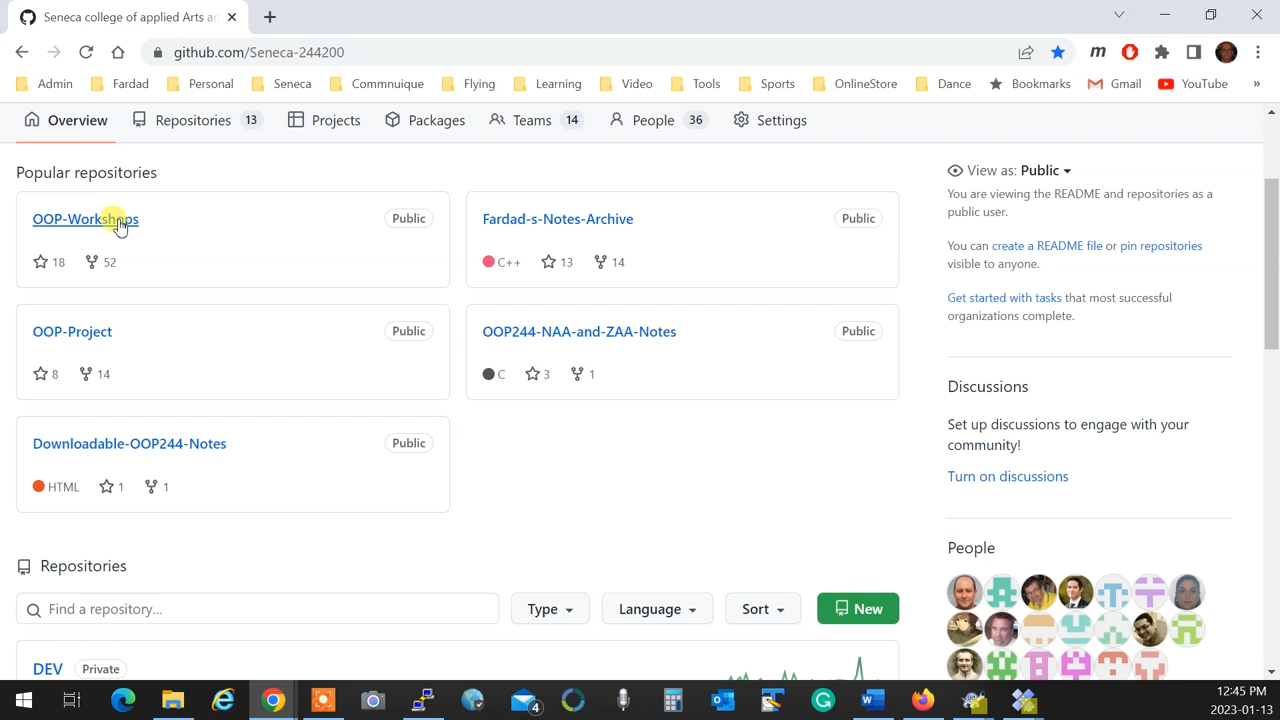 Seneca college of applied Arts an
github.com/Seneca-244200
Admin Fardad Personal Seneca Commnuique Flying Learning Video Tools Sports OnlineStore Dance Bookmarks Gmail YouTube »
Overview Repositories 13 Projects Packages Teams 14 People 36 Settings
Popular repositories
OOP-Workshops Public
18 52
Fardad-s-Notes-Archive Public
C++ 13 14
OOP-Project Public
8 14
OOP244-NAA-and-ZAA-Notes Public
C 3 1
Downloadable-OOP244-Notes Public
HTML 1 1
Repositories
Find a repository... Type Language Sort New
DEV Private
View as: Public
You are viewing the README and repositories as a
public user.
You can create a README file or pin repositories
visible to anyone.
Get started with tasks that most successful
organizations complete.
Discussions
Set up discussions to engage with your
community!
Turn on discussions
People
4
12:45 PM
2023-01-13